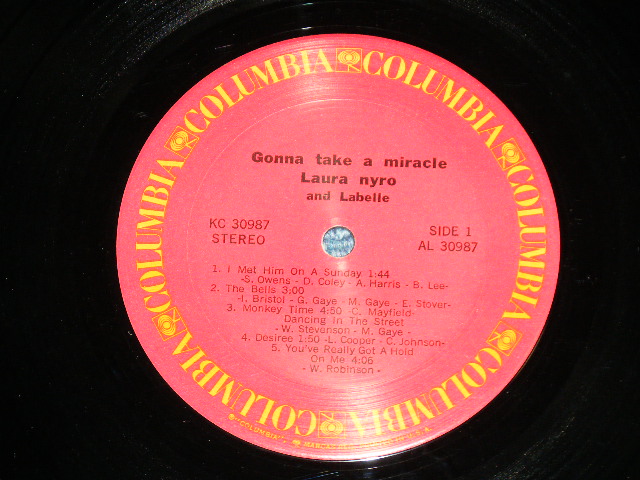 COLUMBIA COLUMBIA COLUMBIA COLUMBIA COLUMBIA COLUMBIA
Gonna take a miracle
Laura nyro
and Labelle
KC 30987
STEREO
SIDE 1
AL 30987
1. I Met Him On A Sunday 1:44
-S. Owens - D. Coley - A. Harris - B. Lee-
2. The Bells 3:00
-I. Bristol - G. Gaye - M. Gaye - E. Stover-
3. Monkey Time 4:50 -C. Mayfield-
Dancing In The Street
- W. Stevenson - M. Gaye -
4. Desiree 1:50 -L. Cooper - C. Johnson-
5. You've Really Got A Hold
On Me 4:06
- W. Robinson -